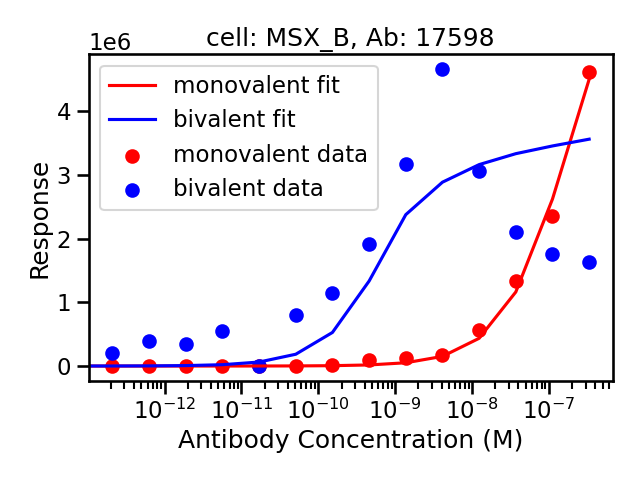 cell: MSX_B, Ab: 17598
1e6
monovalent fit
bivalent fit
monovalent data
bivalent data
Response
4
3
2
1
0
10⁻¹² 10⁻¹¹ 10⁻¹⁰ 10⁻⁹ 10⁻⁸ 10⁻⁷
Antibody Concentration (M)